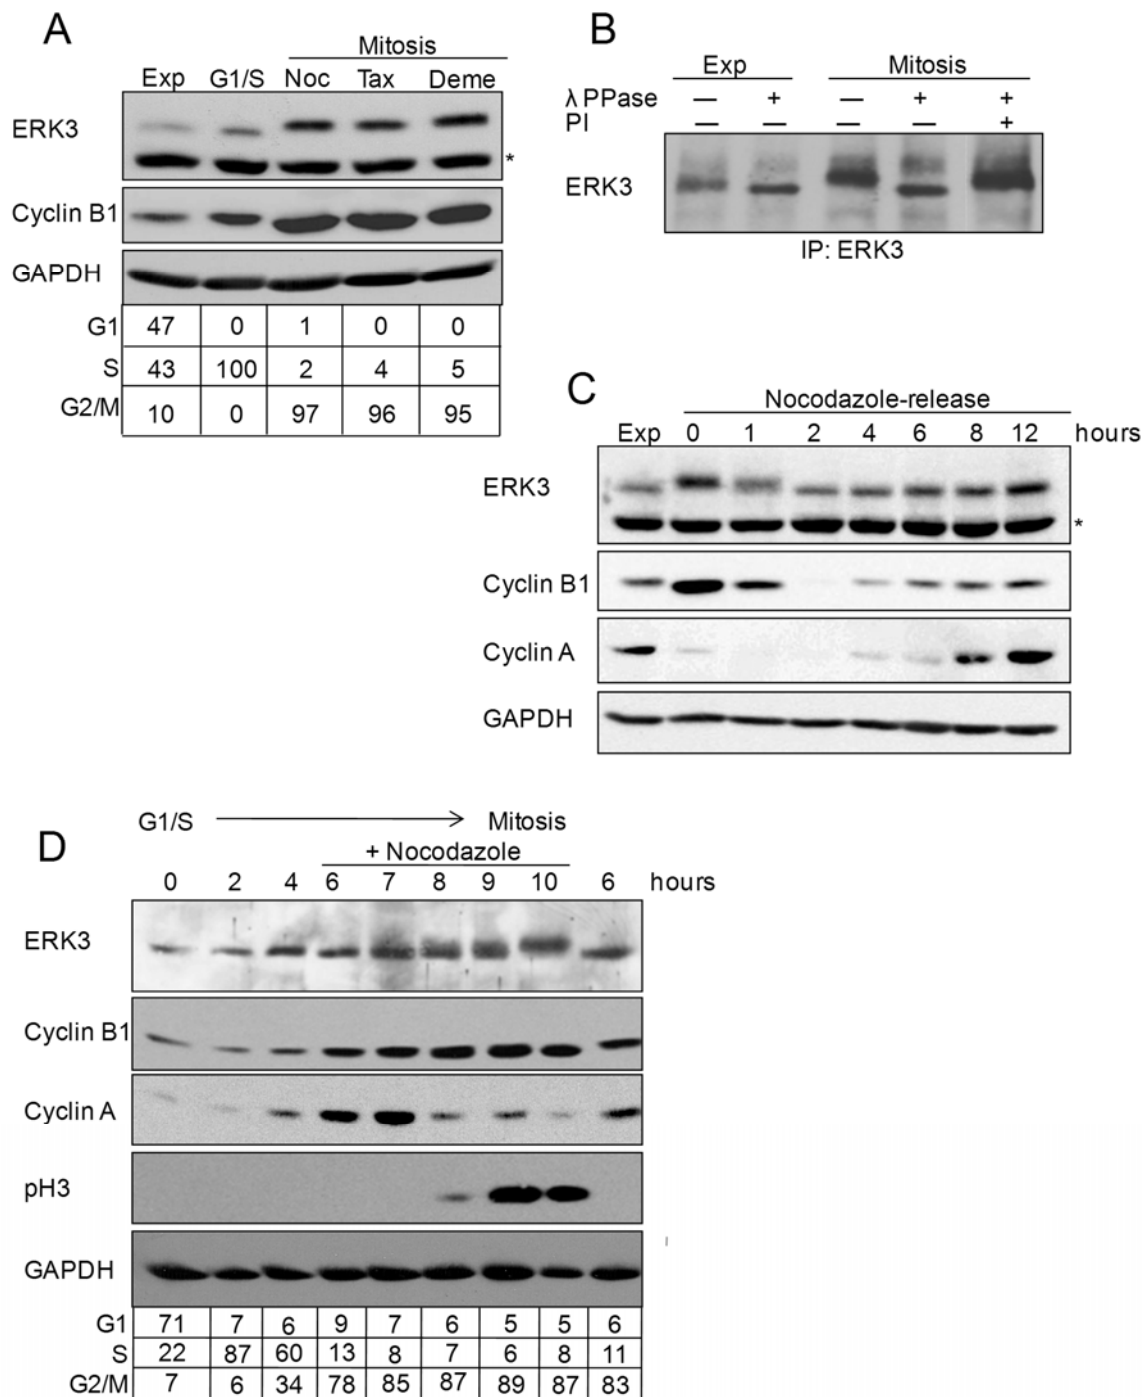 A
Mitosis
Exp G1/S Noc Tax Deme
ERK3
*
Cyclin B1
GAPDH
G1 47 0 1 0 0
S 43 100 2 4 5
G2/M 10 0 97 96 95
B
Exp Mitosis
λ PPase — + — + +
PI — — — — +
ERK3
IP: ERK3
C
Nocodazole-release
Exp 0 1 2 4 6 8 12 hours
ERK3
*
Cyclin B1
Cyclin A
GAPDH
D
G1/S Mitosis
+ Nocodazole
0 2 4 6 7 8 9 10 6 hours
ERK3
Cyclin B1
Cyclin A
pH3
GAPDH
G1 71 7 6 9 7 6 5 5 6
S 22 87 60 13 8 7 6 8 11
G2/M 7 6 34 78 85 87 89 87 83